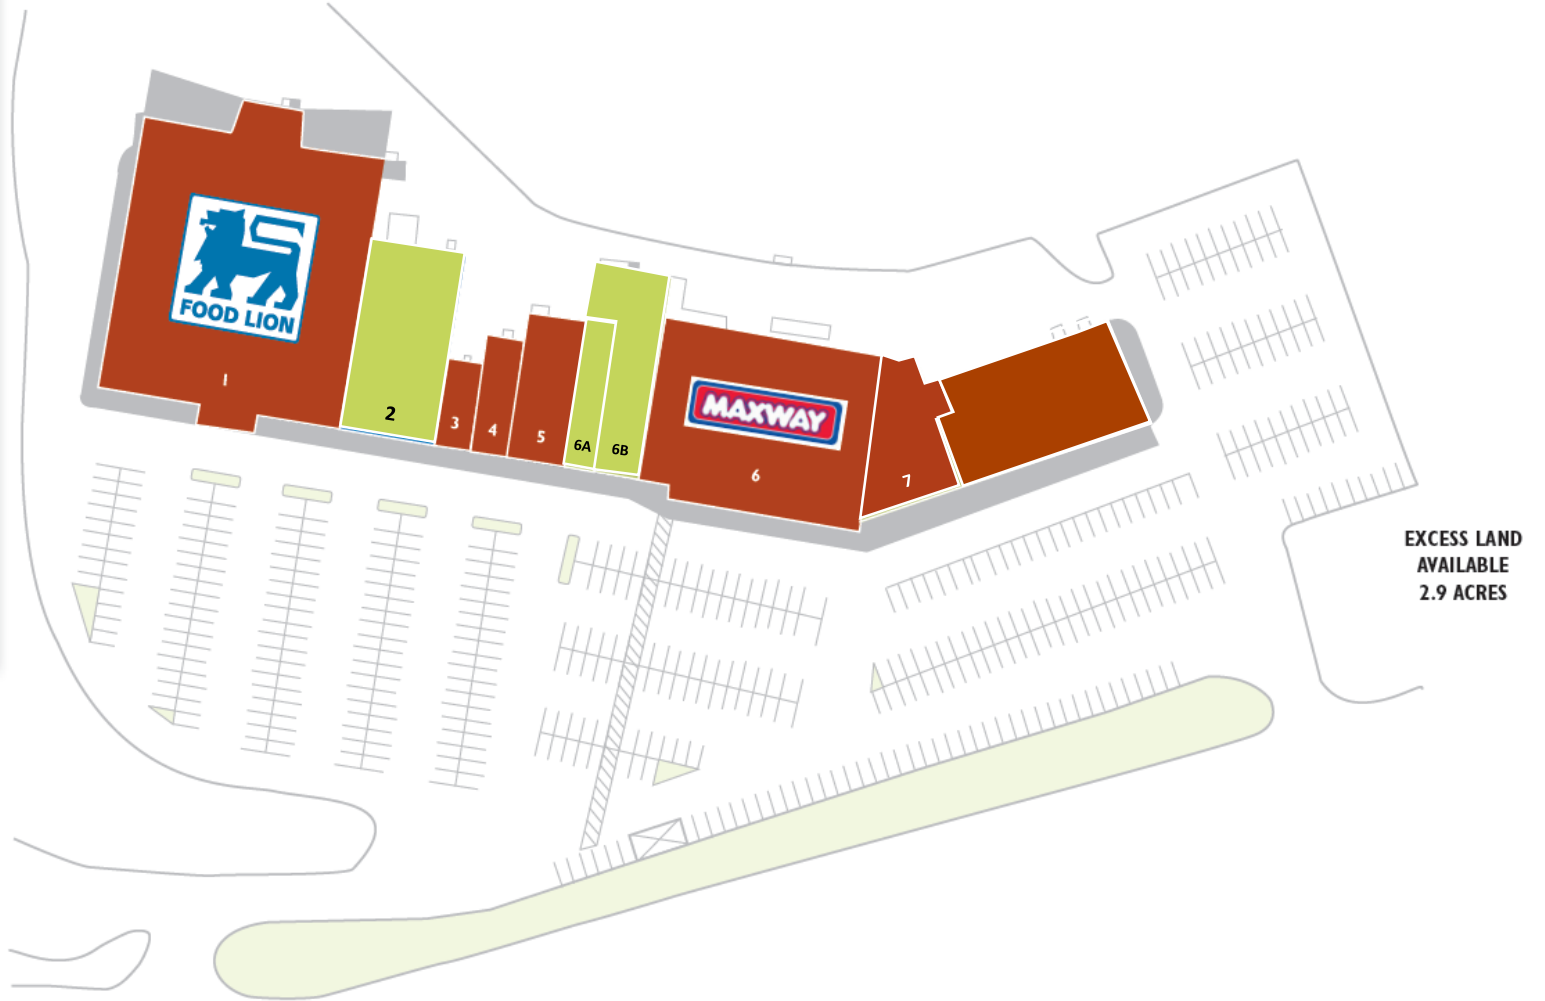 FOOD LION
1
2
3
4
5
6A
6B
MAXWAY
6
7
EXCESS LAND
AVAILABLE
2.9 ACRES